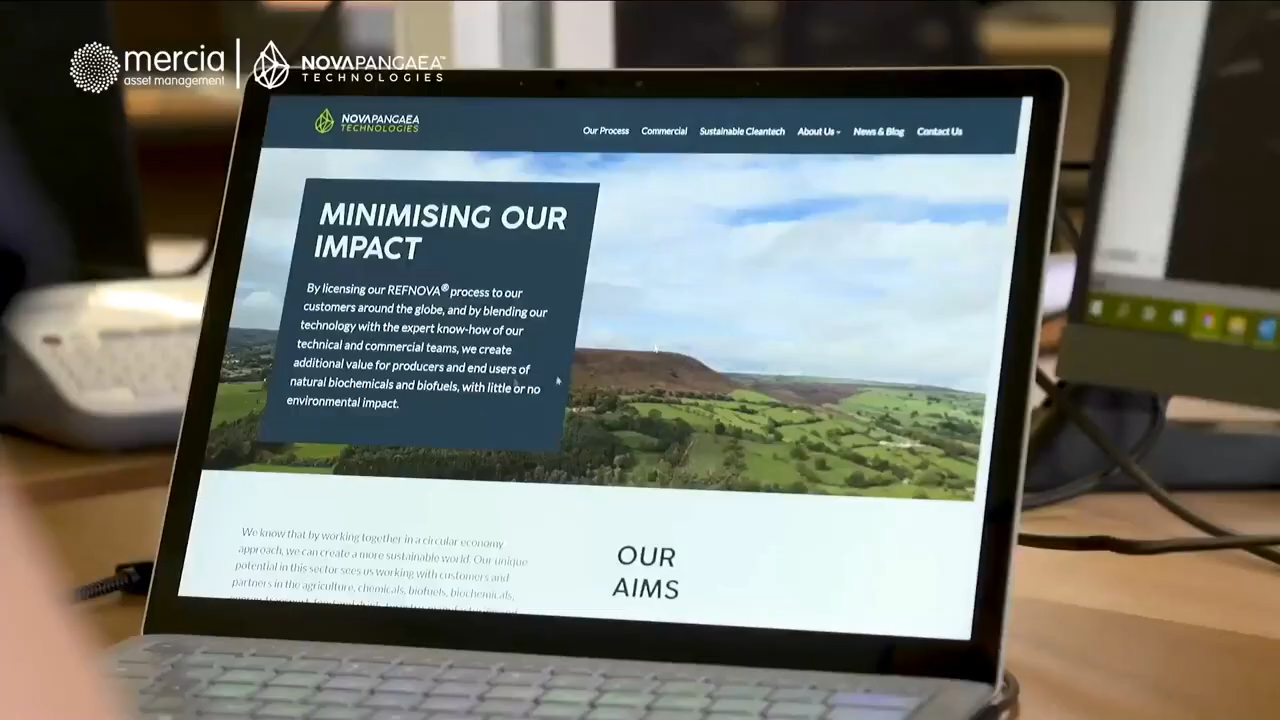 mercia
asset management
NOVAPANGAEA™
TECHNOLOGIES
NOVAPANGAEA
TECHNOLOGIES
Our Process Commercial Sustainable Cleantech About Us News & Blog Contact Us
MINIMISING OUR
IMPACT
By licensing our REFNOVA® process to our
customers around the globe, and by blending our
technology with the expert know-how of our
technical and commercial teams, we create
additional value for producers and end users of
natural biochemicals and biofuels, with little or no
environmental impact.
We know that by working together in a circular economy
approach, we can create a more sustainable world. Our unique
potential in this sector sees us working with customers and
partners in the agriculture, chemicals, biofuels, biochemicals,
OUR
AIMS